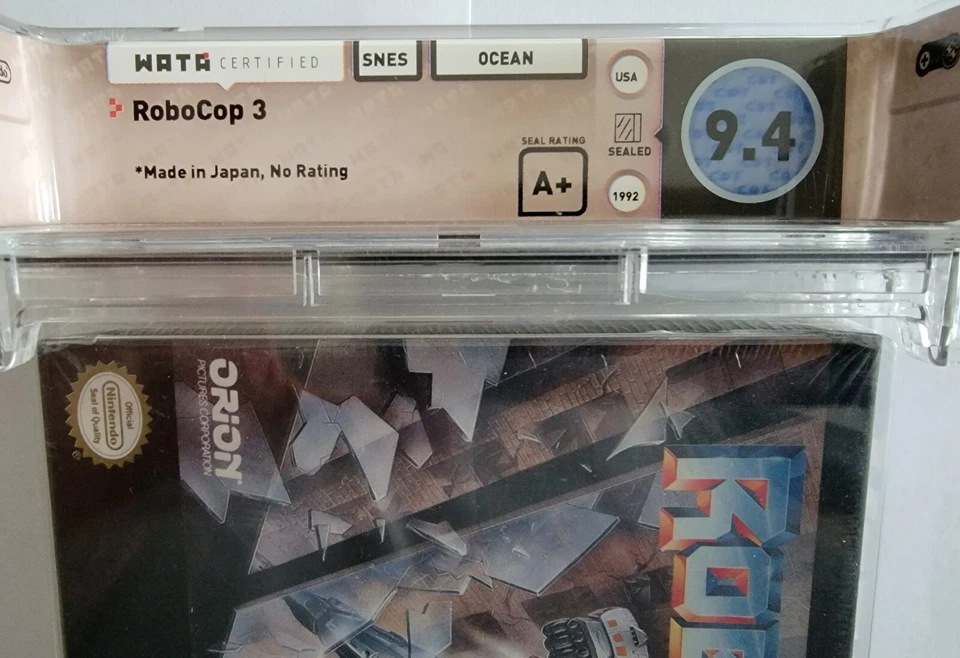 WATA CERTIFIED
SNES
OCEAN
USA
RoboCop 3
9.4
SEAL RATING
A+
SEALED
*Made in Japan, No Rating
1992
Official
Nintendo
Seal of Quality
ORION
PICTURES CORPORATION
ROB